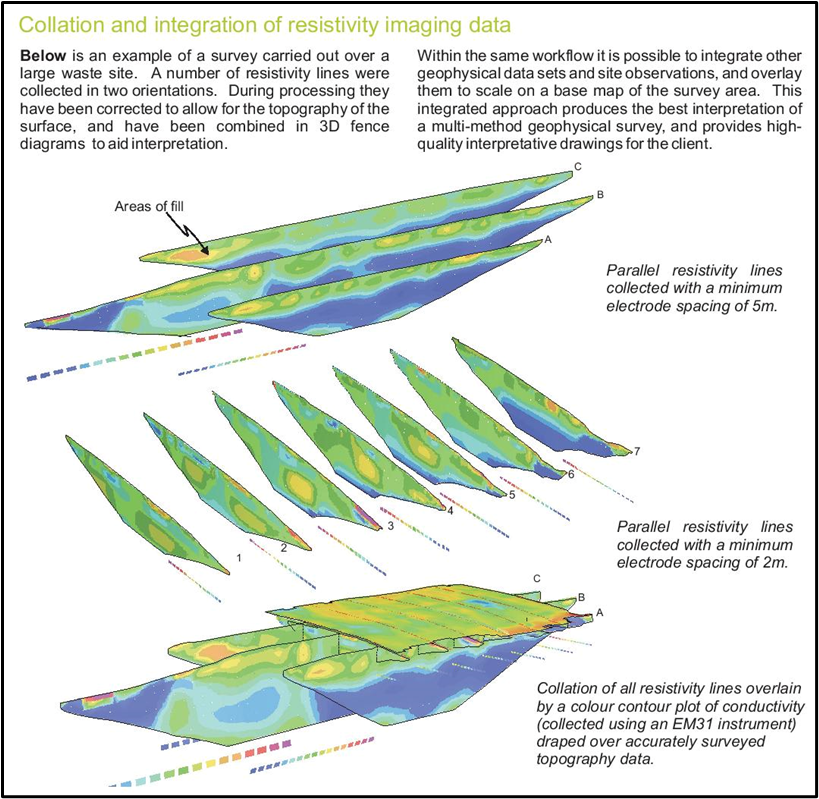 Collation and integration of resistivity imaging data
Below is an example of a survey carried out over a
large waste site. A number of resistivity lines were
collected in two orientations. During processing they
have been corrected to allow for the topography of the
surface, and have been combined in 3D fence
diagrams to aid interpretation.
Within the same workflow it is possible to integrate other
geophysical data sets and site observations, and overlay
them to scale on a base map of the survey area. This
integrated approach produces the best interpretation of
a multi-method geophysical survey, and provides high-
quality interpretative drawings for the client.
Areas of fill
C
B
A
Parallel resistivity lines
collected with a minimum
electrode spacing of 5m.
1
2
3
4
5
6
7
Parallel resistivity lines
collected with a minimum
electrode spacing of 2m.
C
B
A
Collation of all resistivity lines overlain
by a colour contour plot of conductivity
(collected using an EM31 instrument)
draped over accurately surveyed
topography data.